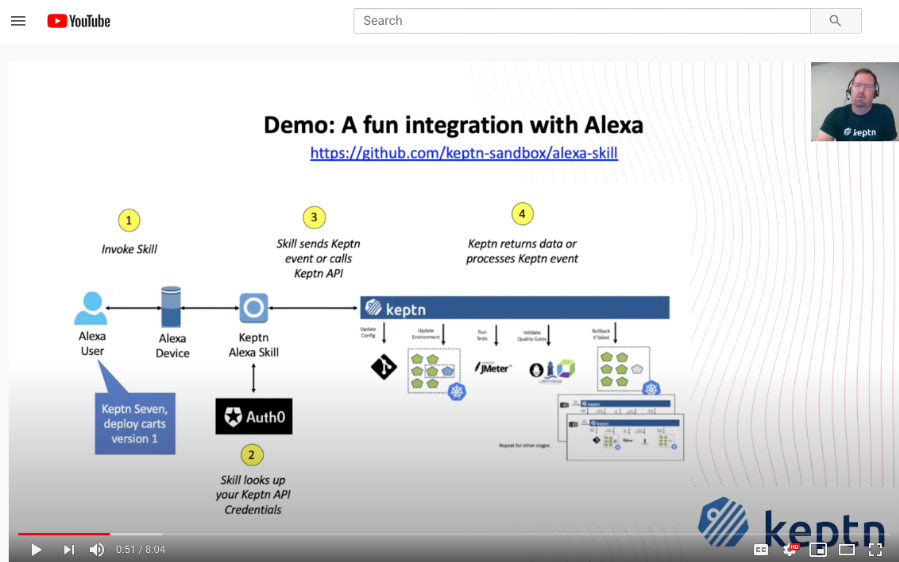 YouTube
Search
Demo: A fun integration with Alexa
https://github.com/keptn-sandbox/alexa-skill
keptn
1
3
4
Invoke Skill
Skill sends Keptn
event or calls
Keptn API
Keptn returns data or
processes Keptn event
keptn
Update
Config
Update
Environment
Run
Tests
Validate
Quality Gates
Rollback
if failed
Alexa
User
Alexa
Device
Keptn
Alexa Skill
JMeter
Keptn Seven,
deploy carts
version 1
Auth0
keptn
keptn
Repeat for other stages
2
Skill looks up
your Keptn API
Credentials
keptn
0:51 / 8:04
CC
HD